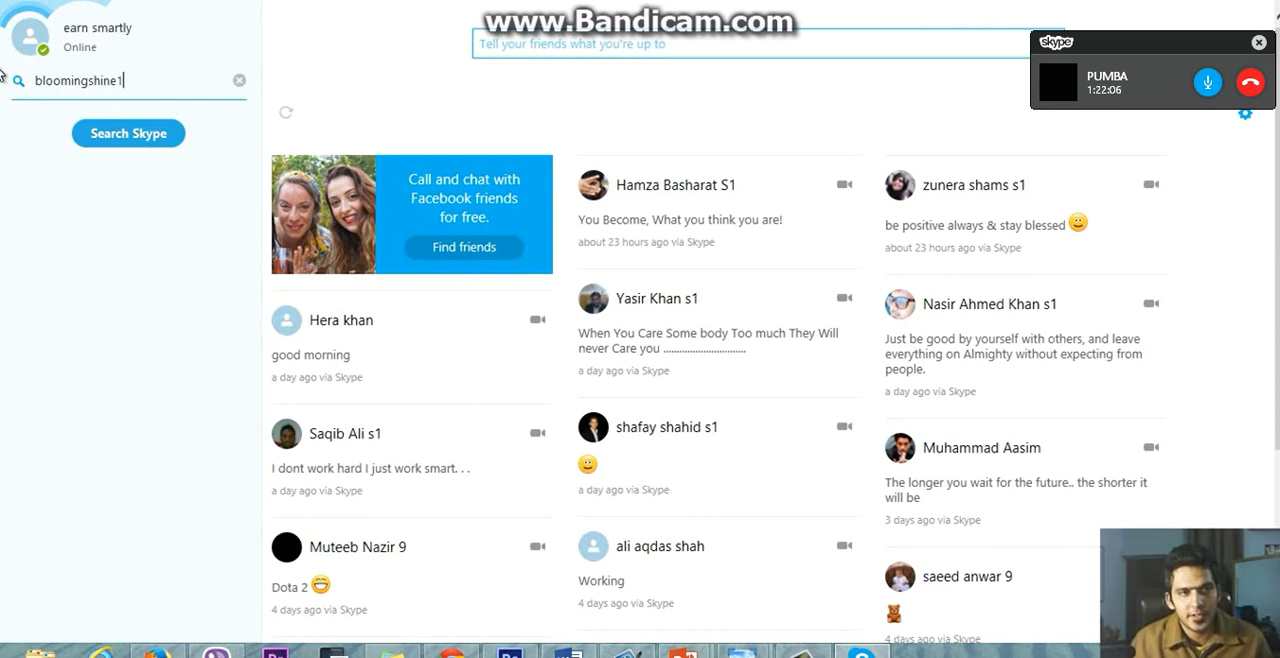 www.Bandicam.com
earn smartly
Online
bloomingshine1
Search Skype
Tell your friends what you're up to
skype
PUMBA
1:22:06
Call and chat with
Facebook friends
for free.
Find friends
Hera khan
good morning
a day ago via Skype
Saqib Ali s1
I dont work hard I just work smart. . .
a day ago via Skype
Muteeb Nazir 9
Dota 2
4 days ago via Skype
Hamza Basharat S1
You Become, What you think you are!
about 23 hours ago via Skype
Yasir Khan s1
When You Care Some body Too much They Will
never Care you ..............................
a day ago via Skype
shafay shahid s1
a day ago via Skype
ali aqdas shah
Working
4 days ago via Skype
zunera shams s1
be positive always & stay blessed
about 23 hours ago via Skype
Nasir Ahmed Khan s1
Just be good by yourself with others, and leave
everything on Almighty without expecting from
people.
a day ago via Skype
Muhammad Aasim
The longer you wait for the future.. the shorter it
will be
3 days ago via Skype
saeed anwar 9
4 days ago via Skype
Pr
Ps